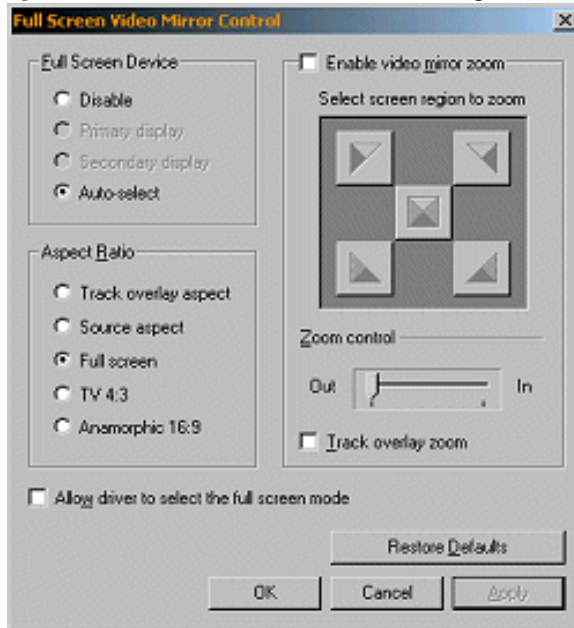 Full Screen Video Mirror Control
Full Screen Device
Disable
Primary display
Secondary display
Auto-select
Aspect Ratio
Track overlay aspect
Source aspect
Full screen
TV 4:3
Anamorphic 16:9
Enable video mirror zoom
Select screen region to zoom
Zoom control
Out
In
Track overlay zoom
Allow driver to select the full screen mode
Restore Defaults
OK
Cancel
Apply